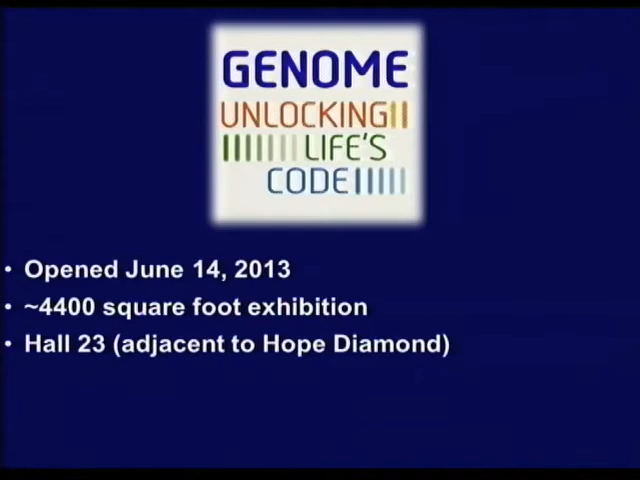 GENOME
UNLOCKING
LIFE'S
CODE
• Opened June 14, 2013
• ~4400 square foot exhibition
• Hall 23 (adjacent to Hope Diamond)